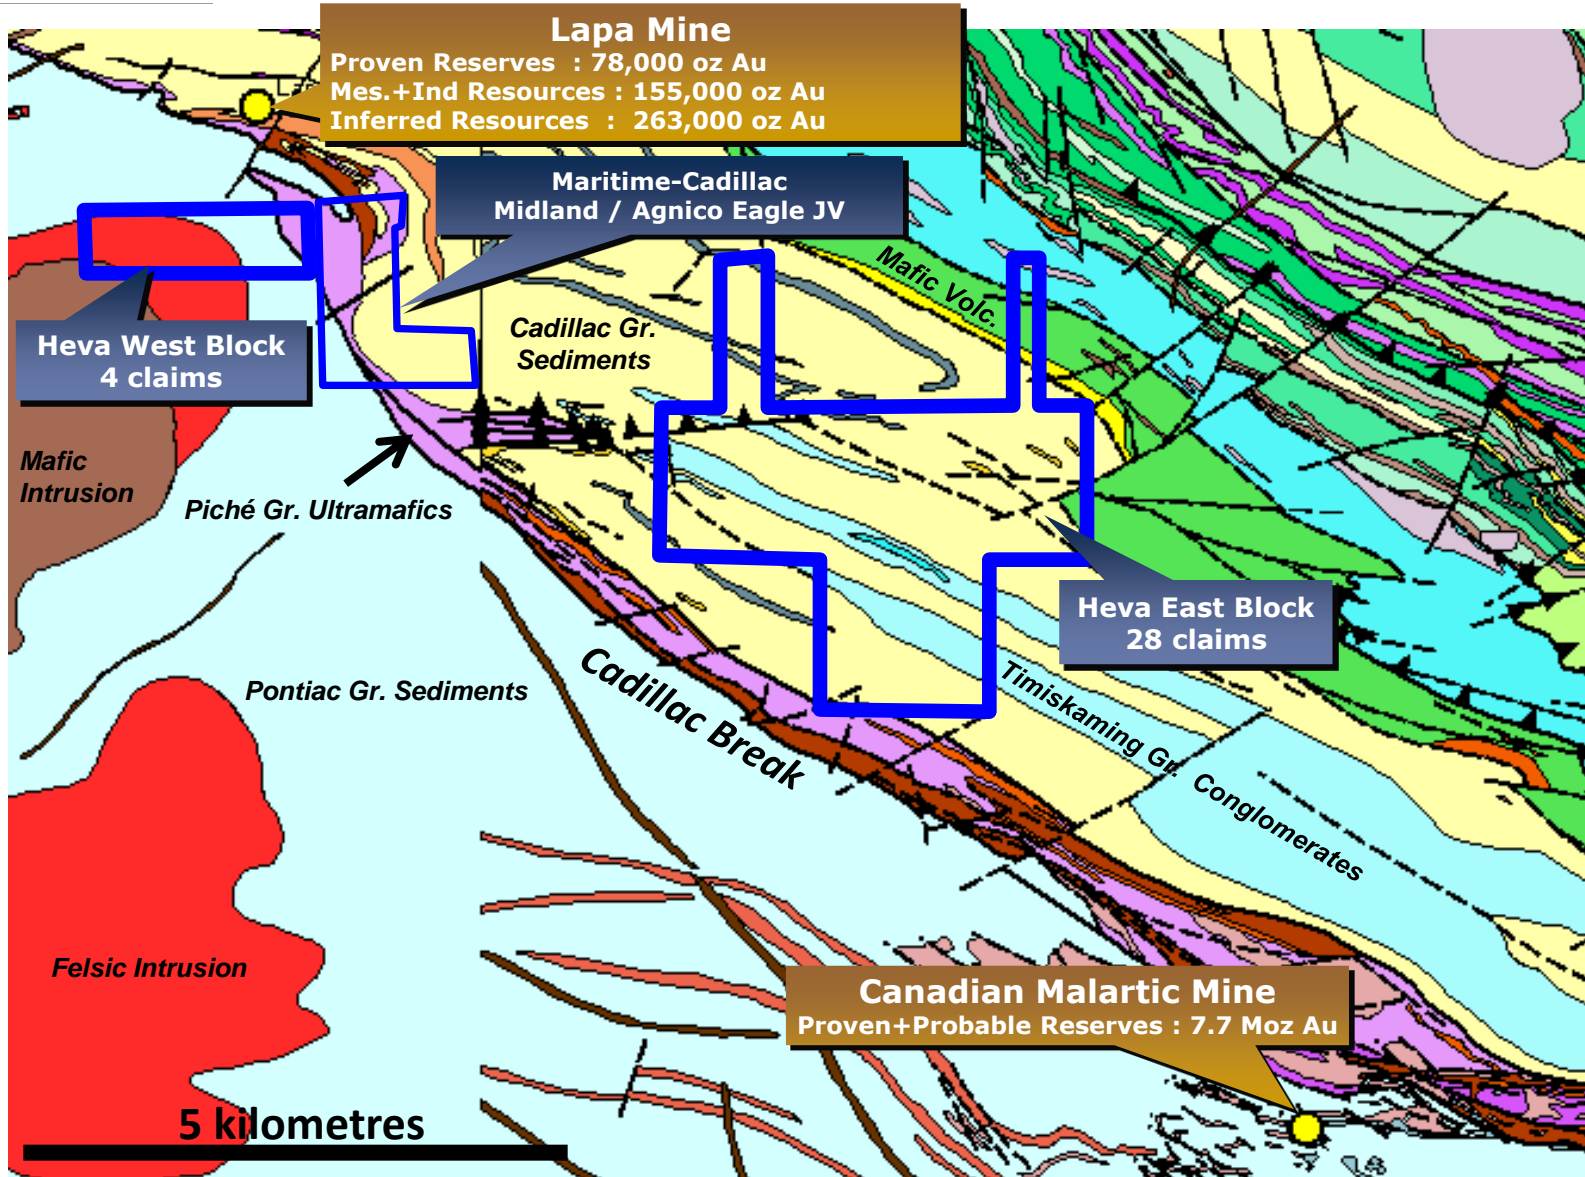 Lapa Mine
Proven Reserves : 78,000 oz Au
Mes.+Ind Resources : 155,000 oz Au
Inferred Resources : 263,000 oz Au
Maritime-Cadillac
Midland / Agnico Eagle JV
Heva West Block
4 claims
Mafic Volc.
Cadillac Gr.
Sediments
Mafic
Intrusion
Piché Gr. Ultramafics
Heva East Block
28 claims
Pontiac Gr. Sediments
Cadillac Break
Timiskaming Gr. Conglomerates
Felsic Intrusion
Canadian Malartic Mine
Proven+Probable Reserves : 7.7 Moz Au
5 kilometres